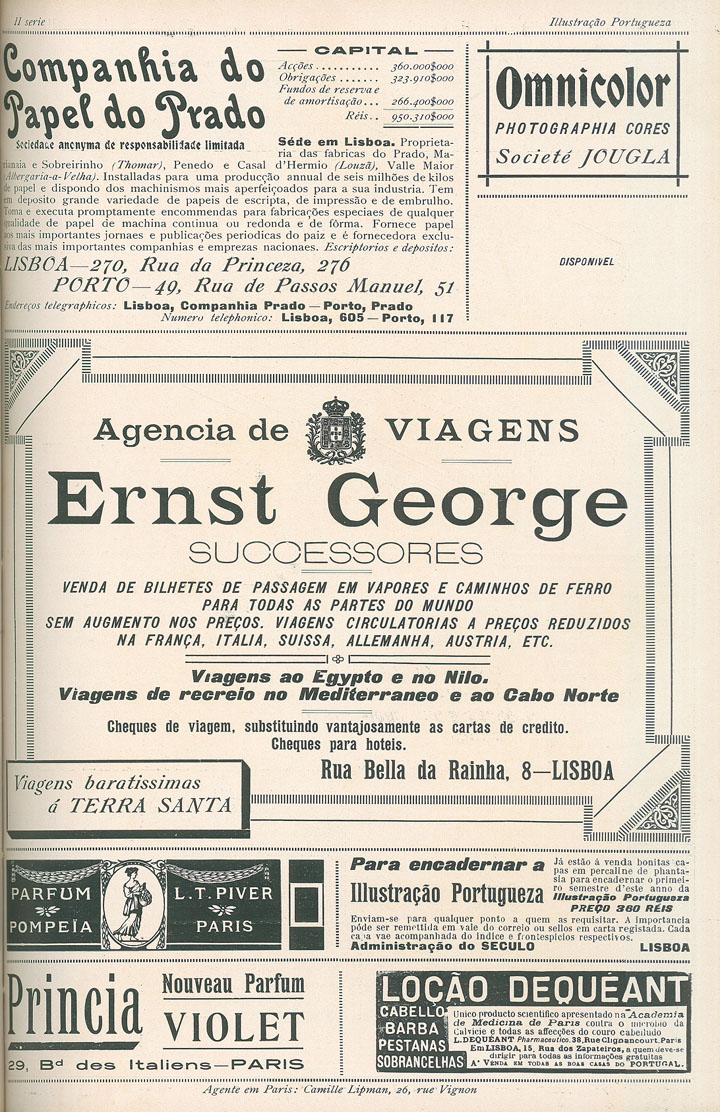 II serie
Illustração Portugueza
Companhia do
Papel do Prado
Sociedade anonyma de responsabilidade limitada
CAPITAL
Acções .......... 360.000$000
Obrigações ....... 323.910$000
Fundos de reserva e
de amortisação... 266.400$000
Réis.. 950.310$000
Séde em Lisboa. Proprieta-
ria das fabricas do Prado, Ma-
rianaia e Sobreirinho (Thomar), Penedo e Casal d'Hermio (Louzã), Valle Maior
(Albergaria-a-Velha). Installadas para uma producção annual de seis milhões de kilos
de papel e dispondo dos machinismos mais aperfeiçoados para a sua industria. Tem
em deposito grande variedade de papeis de escripta, de impressão e de embrulho.
Toma e executa promptamente encommendas para fabricações especiaes de qualquer
qualidade de papel de machina continua ou redonda e de fôrma. Fornece papel
aos mais importantes jornaes e publicações periodicas do paiz e é fornecedora exclu-
siva das mais importantes companhias e emprezas nacionaes. Escriptorios e depositos:
LISBOA—270, Rua da Princeza, 276
PORTO—49, Rua de Passos Manuel, 51
Endereços telegraphicos: Lisboa, Companhia Prado — Porto, Prado
Numero telephonico: Lisboa, 605 — Porto, 117
Omnicolor
PHOTOGRAPHIA CORES
Societé JOUGLA
DISPONIVEL
Agencia de VIAGENS
Ernst George
SUCCESSORES
VENDA DE BILHETES DE PASSAGEM EM VAPORES E CAMINHOS DE FERRO
PARA TODAS AS PARTES DO MUNDO
SEM AUGMENTO NOS PREÇOS. VIAGENS CIRCULATORIAS A PREÇOS REDUZIDOS
NA FRANÇA, ITALIA, SUISSA, ALLEMANHA, AUSTRIA, ETC.
Viagens ao Egypto e no Nilo.
Viagens de recreio no Mediterraneo e ao Cabo Norte
Cheques de viagem, substituindo vantajosamente as cartas de credito.
Cheques para hoteis.
Rua Bella da Rainha, 8—LISBOA
Viagens baratissimas
á TERRA SANTA
PARFUM
POMPEÏA
L.T. PIVER
PARIS
Para encadernar a
Illustração Portugueza
Já estão á venda bonitas ca-
pas em percaline de phanta-
sia para encadernar o primei-
ro semestre d'este anno da
Illustração Portugueza
PREÇO 360 RÉIS
Enviam-se para qualquer ponto a quem as requisitar. A importancia
póde ser remettida em vale do correio ou sellos em carta registada. Cada
capa vae acompanhada do indice e frontespicios respectivos.
Administração do SECULO LISBOA
Princia
Nouveau Parfum
VIOLET
29, Bd des Italiens—PARIS
LOÇÃO DEQUÉANT
CABELLO
BARBA
PESTANAS
SOBRANCELHAS
Unico producto scientifico apresentado na Academia
de Medicina de Paris contra o microbio da
Calvicie e todas as affecções do couro cabelludo
L.DEQUÉANT Pharmaceutico.38,Rue Clignancourt.Paris
Em LISBOA, 15, Rua dos Zapateiros, a quem deve-se
dirigir para todas as informações gratuitas
A' VENDA EM TODAS AS BOAS CASAS DO PORTUGAL.
Agente em Paris: Camille Lipman, 26, rue Vignon